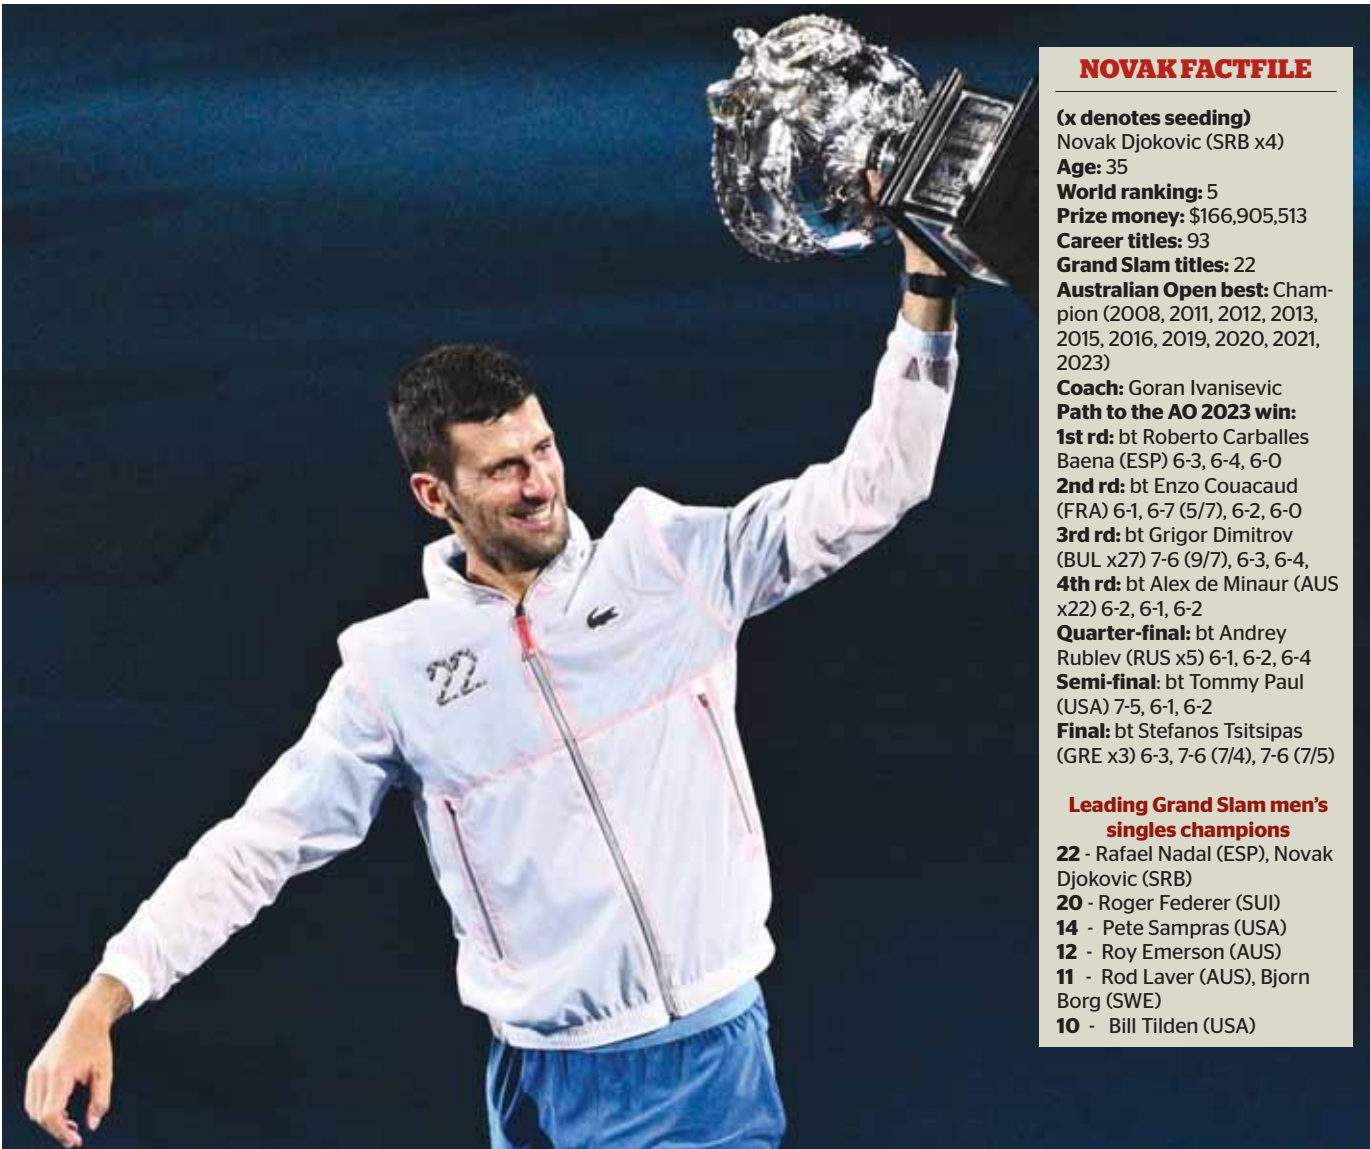 22
NOVAK FACTFILE
(x denotes seeding)
Novak Djokovic (SRB x4)
Age: 35
World ranking: 5
Prize money: $166,905,513
Career titles: 93
Grand Slam titles: 22
Australian Open best: Cham-
pion (2008, 2011, 2012, 2013,
2015, 2016, 2019, 2020, 2021,
2023)
Coach: Goran Ivanisevic
Path to the AO 2023 win:
1st rd: bt Roberto Carballes
Baena (ESP) 6-3, 6-4, 6-0
2nd rd: bt Enzo Couacaud
(FRA) 6-1, 6-7 (5/7), 6-2, 6-0
3rd rd: bt Grigor Dimitrov
(BUL x27) 7-6 (9/7), 6-3, 6-4,
4th rd: bt Alex de Minaur (AUS
x22) 6-2, 6-1, 6-2
Quarter-final: bt Andrey
Rublev (RUS x5) 6-1, 6-2, 6-4
Semi-final: bt Tommy Paul
(USA) 7-5, 6-1, 6-2
Final: bt Stefanos Tsitsipas
(GRE x3) 6-3, 7-6 (7/4), 7-6 (7/5)
Leading Grand Slam men's
singles champions
22 - Rafael Nadal (ESP), Novak
Djokovic (SRB)
20 - Roger Federer (SUI)
14 - Pete Sampras (USA)
12 - Roy Emerson (AUS)
11 - Rod Laver (AUS), Bjorn
Borg (SWE)
10 - Bill Tilden (USA)